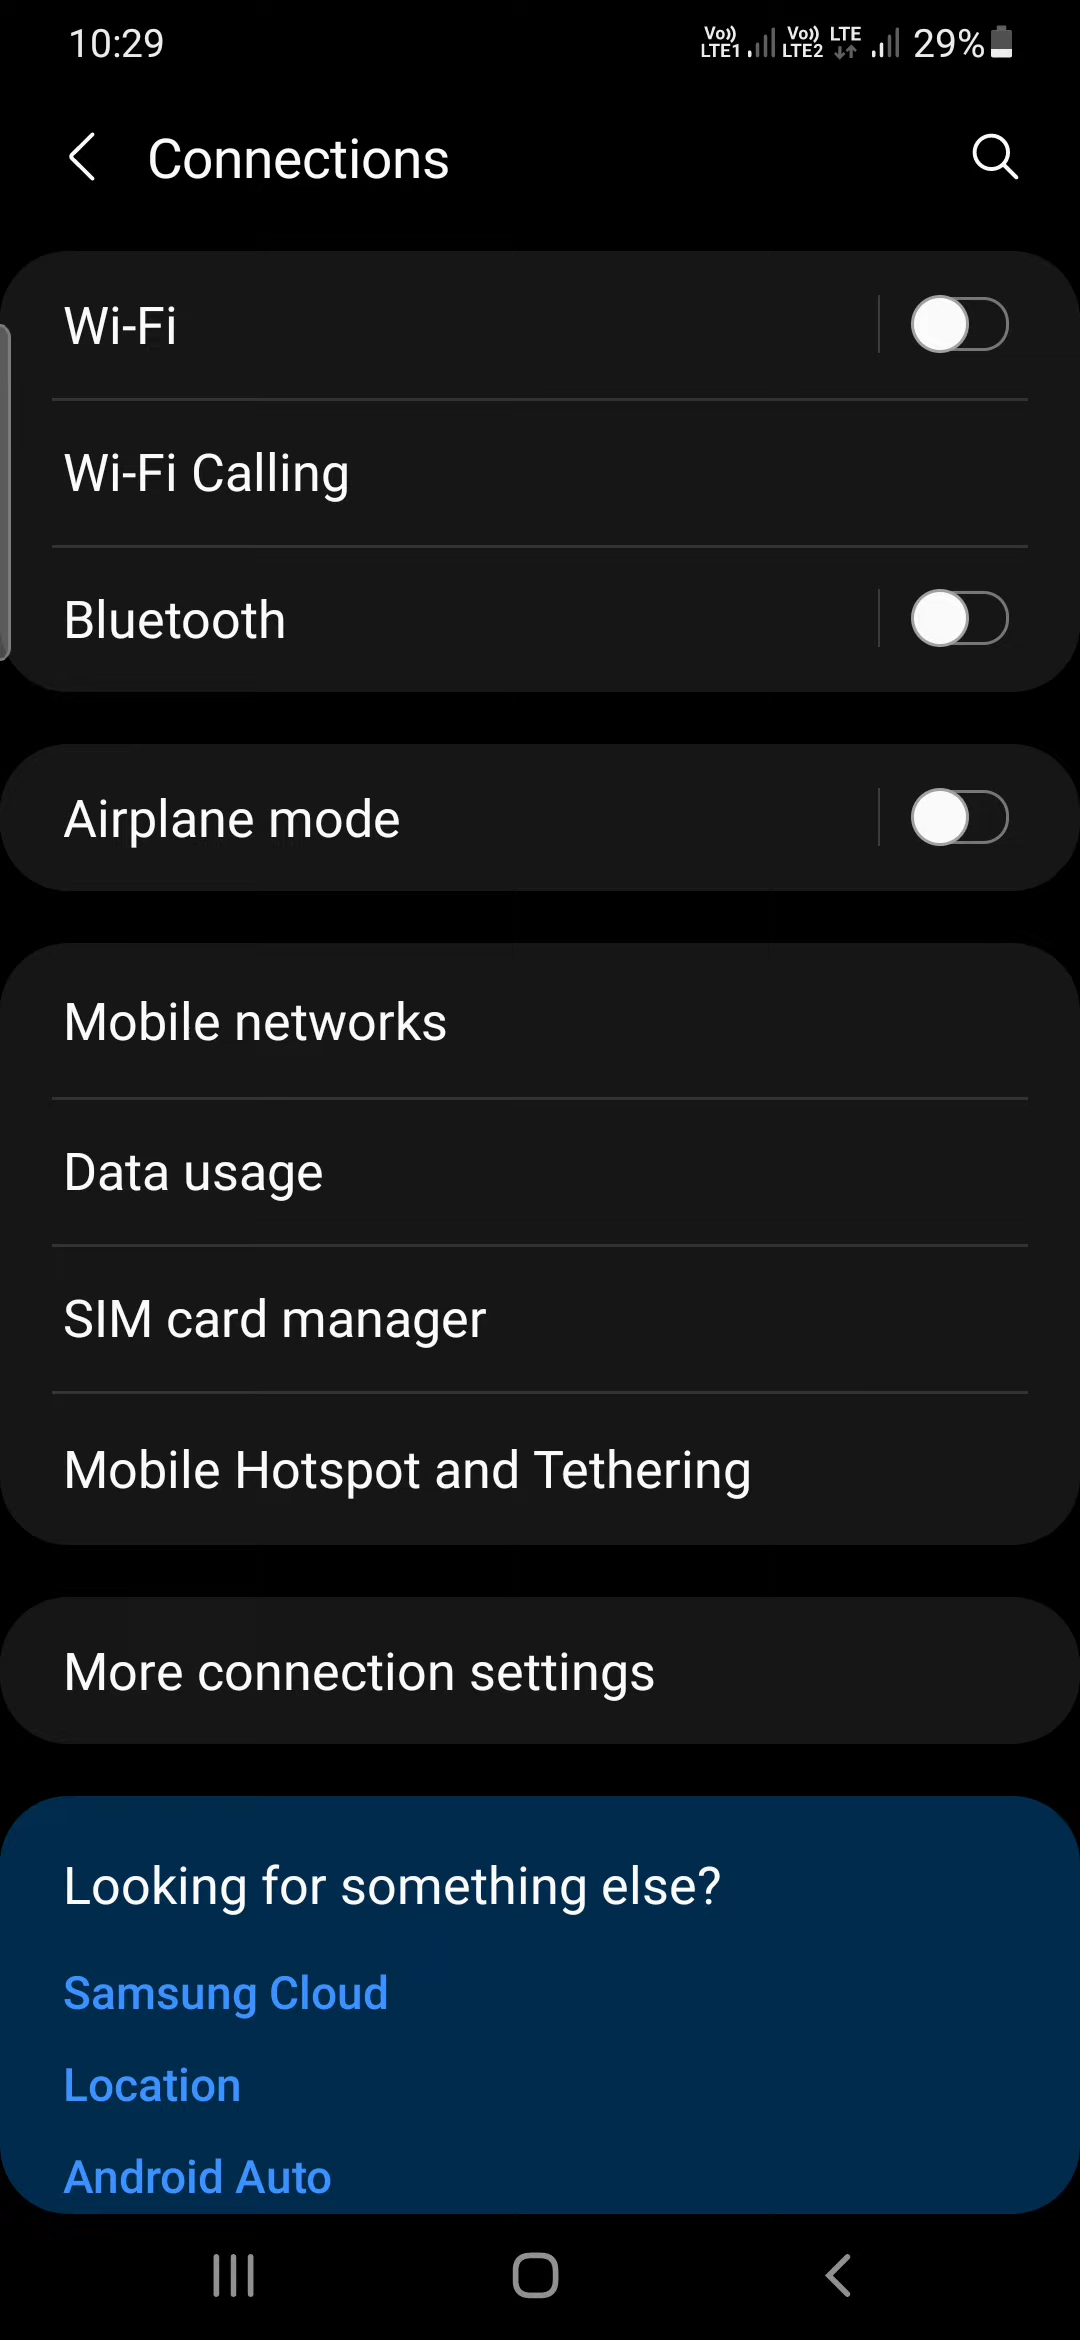 10:29 Vo)) LTE1 Vo)) LTE2 LTE 29%
Connections
Wi-Fi
Wi-Fi Calling
Bluetooth
Airplane mode
Mobile networks
Data usage
SIM card manager
Mobile Hotspot and Tethering
More connection settings
Looking for something else?
Samsung Cloud
Location
Android Auto